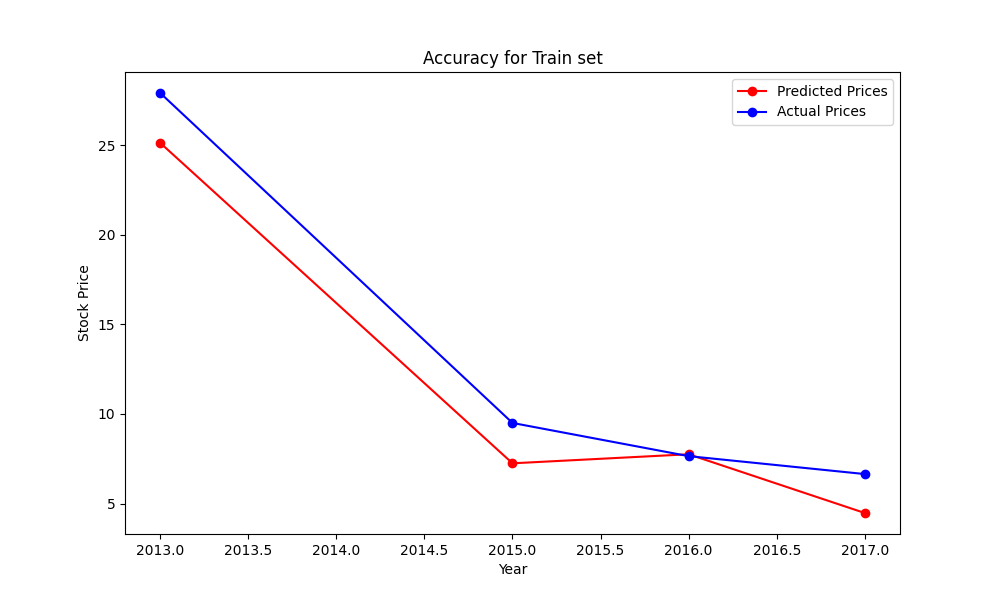 Accuracy for Train set
Predicted Prices
Actual Prices
Stock Price
25
20
15
10
5
2013.0 2013.5 2014.0 2014.5 2015.0 2015.5 2016.0 2016.5 2017.0
Year